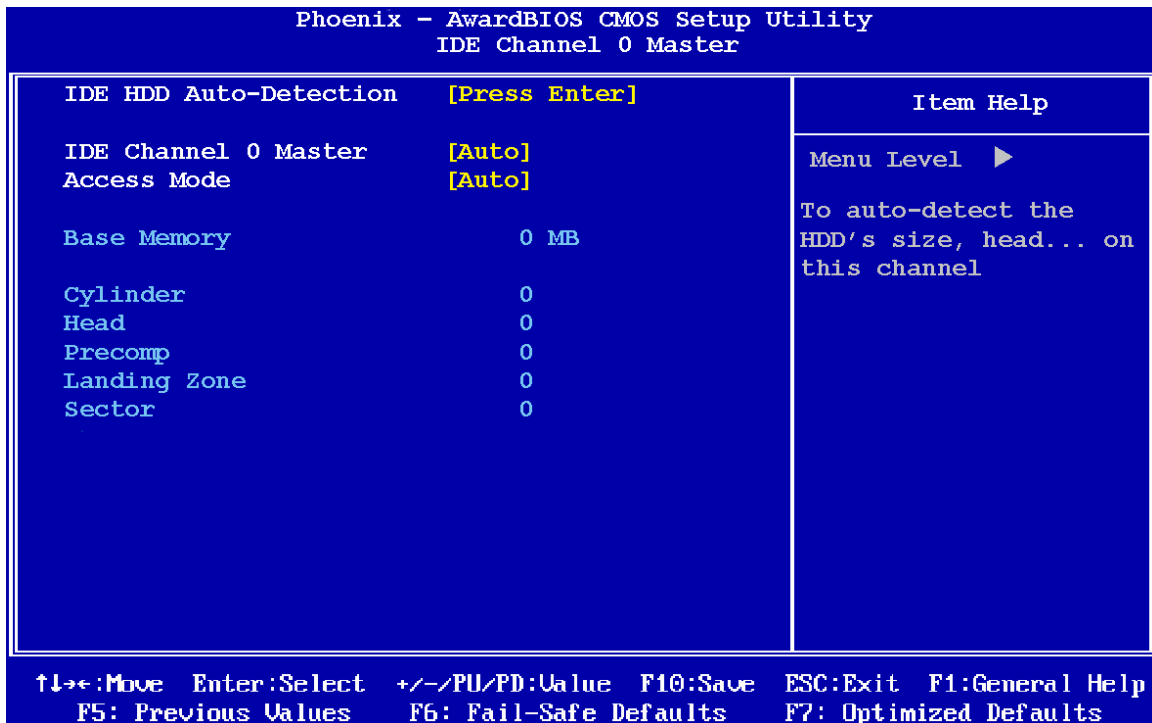 Phoenix – AwardBIOS CMOS Setup Utility
IDE Channel 0 Master
IDE HDD Auto-Detection [Press Enter]
IDE Channel 0 Master [Auto]
Access Mode [Auto]
Base Memory 0 MB
Cylinder 0
Head 0
Precomp 0
Landing Zone 0
Sector 0
Item Help
Menu Level ▶
To auto-detect the
HDD's size, head... on
this channel
↑↓→←:Move Enter:Select +/-/PU/PD:Value F10:Save ESC:Exit F1:General Help
F5: Previous Values F6: Fail-Safe Defaults F7: Optimized Defaults